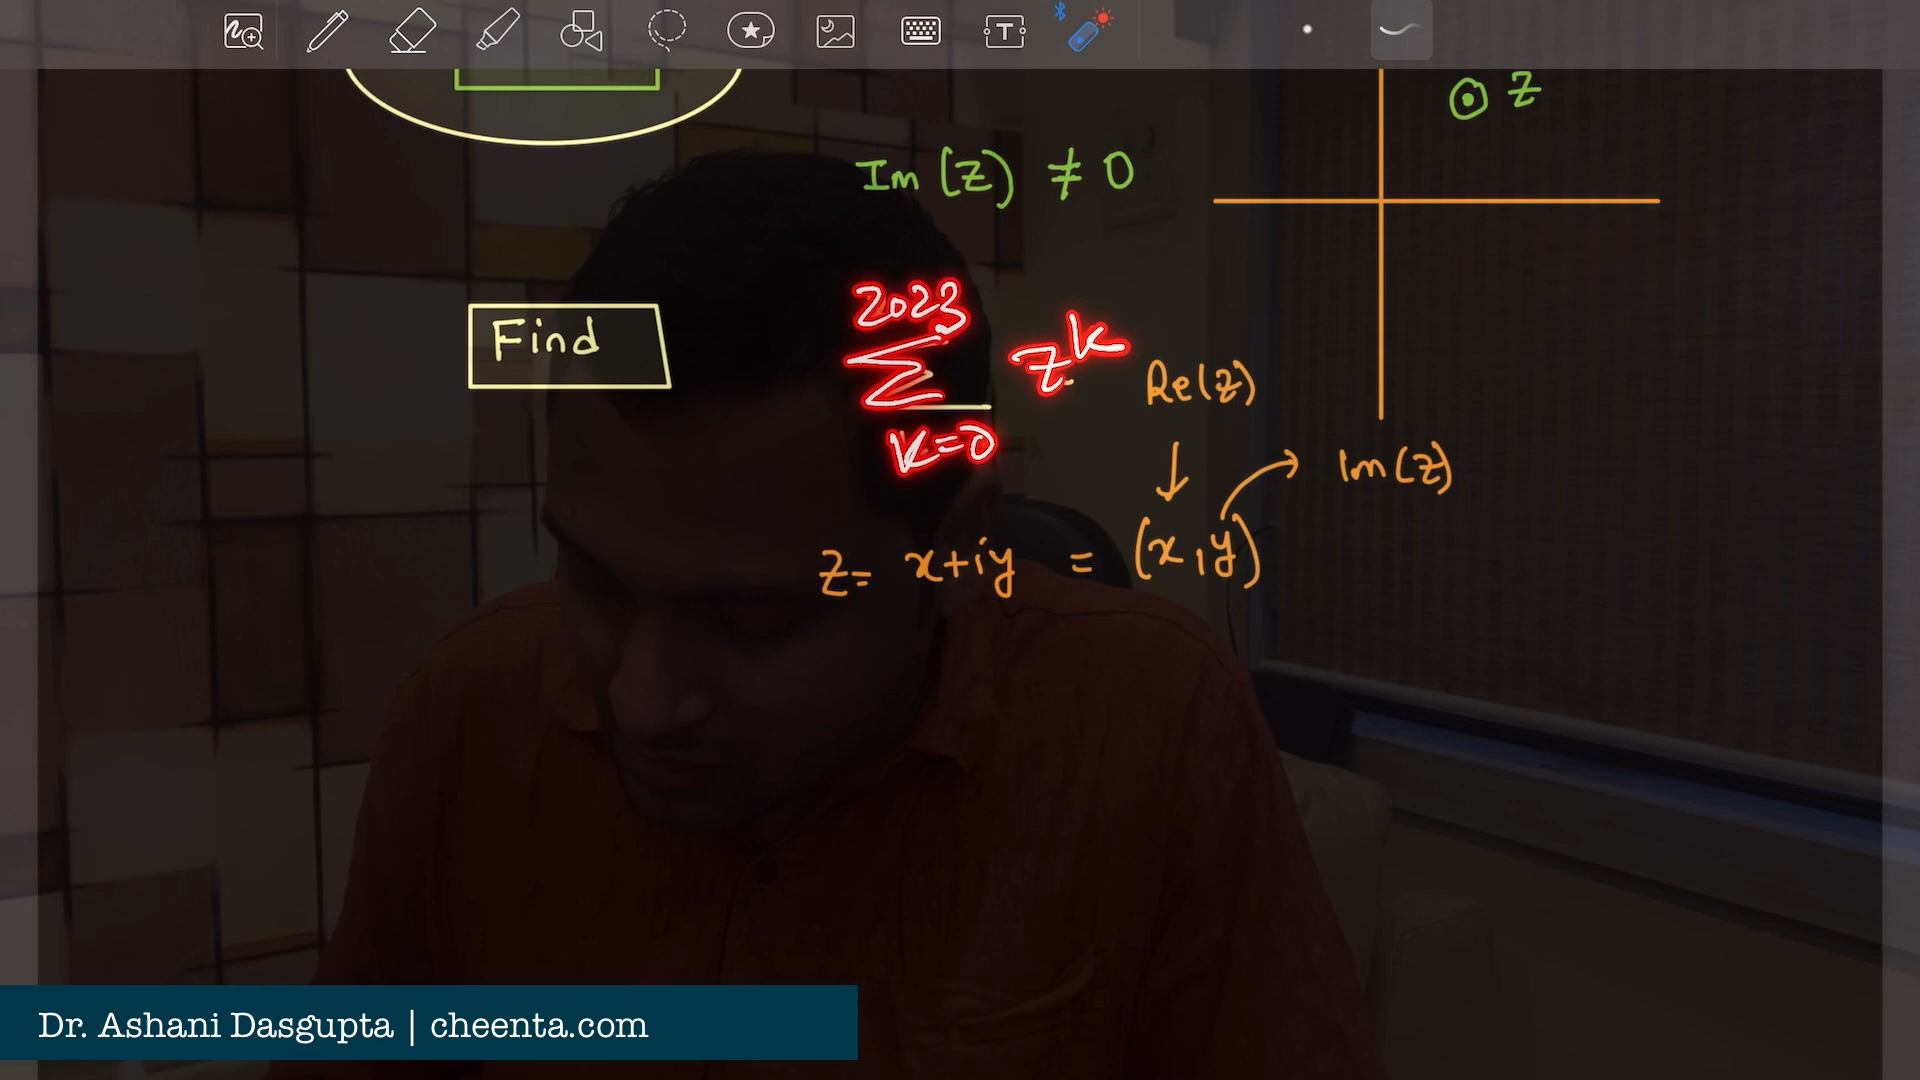 z
Im (z) ≠ 0
Find
2023
∑ z^k
k=0
Re(z)
Im(z)
z= x+iy = (x,y)
T
Dr. Ashani Dasgupta | cheenta.com